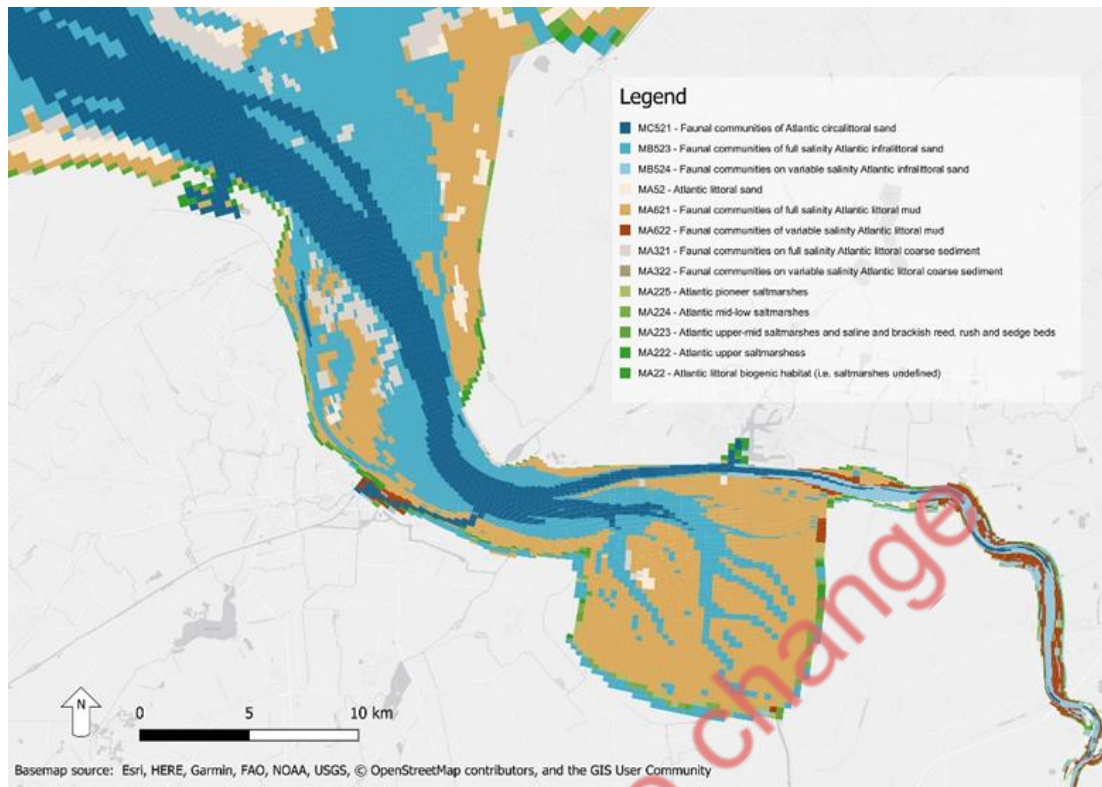 Legend
MC521 - Faunal communities of Atlantic circalittoral sand
MB523 - Faunal communities of full salinity Atlantic infralittoral sand
MB524 - Faunal communities on variable salinity Atlantic infralittoral sand
MA52 - Atlantic littoral sand
MA621 - Faunal communities of full salinity Atlantic littoral mud
MA622 - Faunal communities of variable salinity Atlantic littoral mud
MA321 - Faunal communities on full salinity Atlantic littoral coarse sediment
MA322 - Faunal communities on variable salinity Atlantic littoral coarse sediment
MA225 - Atlantic pioneer saltmarshes
MA224 - Atlantic mid-low saltmarshes
MA223 - Atlantic upper-mid saltmarshes and saline and brackish reed, rush and sedge beds
MA222 - Atlantic upper saltmarshess
MA22 - Atlantic littoral biogenic habitat (i.e. saltmarshes undefined)
change
N
0 5 10 km
Basemap source: Esri, HERE, Garmin, FAO, NOAA, USGS, © OpenStreetMap contributors, and the GIS User Community